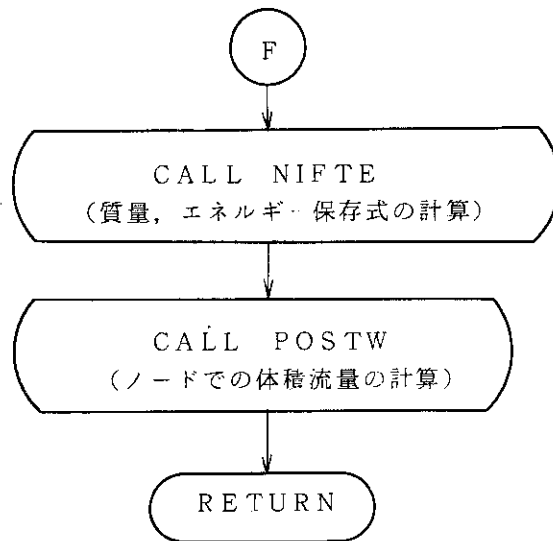 F
CALL NIFTE
(質量,エネルギー保存式の計算)
CALL POSTW
(ノードでの体積流量の計算)
RETURN